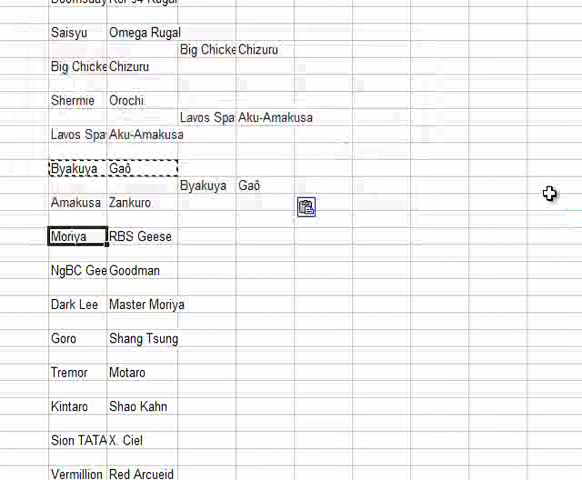 Saisyu Omega Rugal
Big Chicke Chizuru
Big Chicke Chizuru
Shermie Orochi
Lavos Spa Aku-Amakusa
Lavos Spa Aku-Amakusa
Byakuya Gaô
Byakuya Gaô
Amakusa Zankuro
Moriya RBS Geese
NgBC Gee Goodman
Dark Lee Master Moriya
Goro Shang Tsung
Tremor Motaro
Kintaro Shao Kahn
Sion TATA X. Ciel
Vermillion Red Arcueid